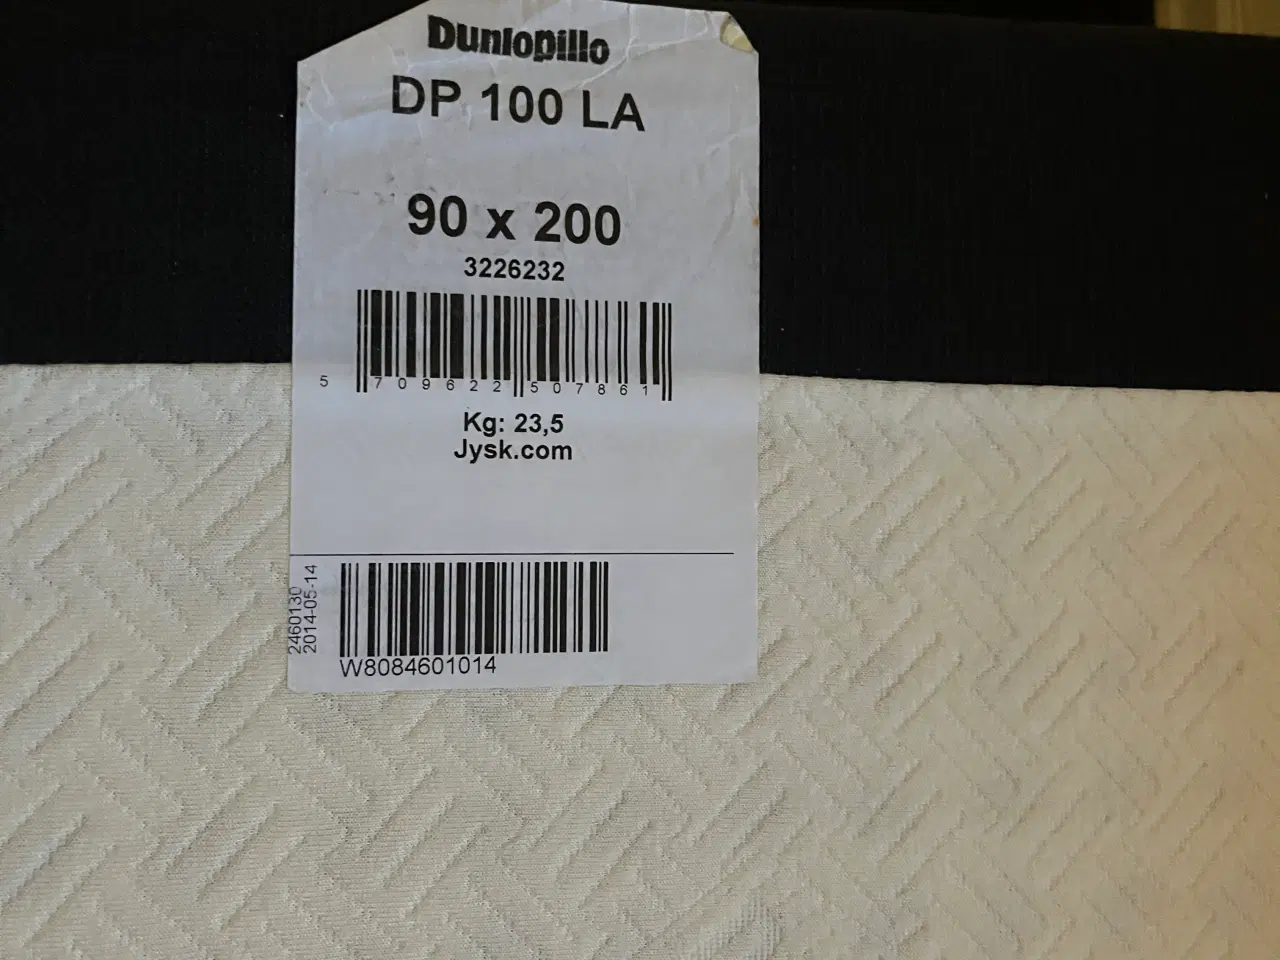 Dunlopillo
DP 100 LA
90 x 200
3226232
5 709622 507861
Kg: 23,5
Jysk.com
2460130
2014-05-14
W8084601014